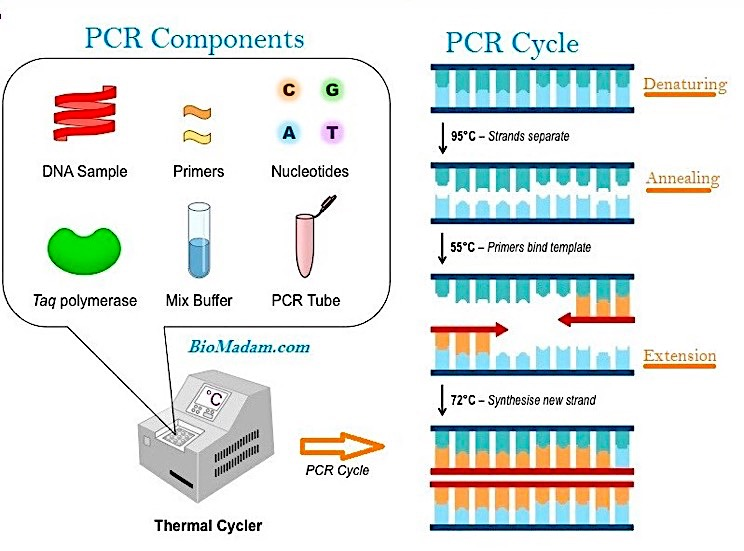 PCR Components
C
G
A
T
DNA Sample
Primers
Nucleotides
Taq polymerase
Mix Buffer
PCR Tube
BioMadam.com
°C
PCR Cycle
Thermal Cycler
PCR Cycle
Denaturing
95°C – Strands separate
Annealing
55°C – Primers bind template
Extension
72°C – Synthesise new strand